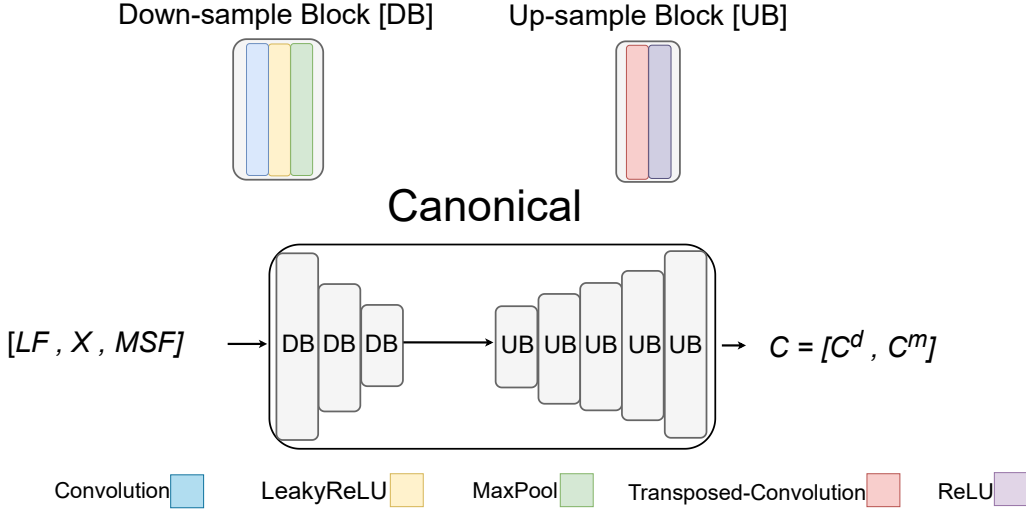 Down-sample Block [DB]
Up-sample Block [UB]
Canonical
[LF , X , MSF]
DB DB DB
UB UB UB UB UB
C = [C^d , C^m]
Convolution
LeakyReLU
MaxPool
Transposed-Convolution
ReLU